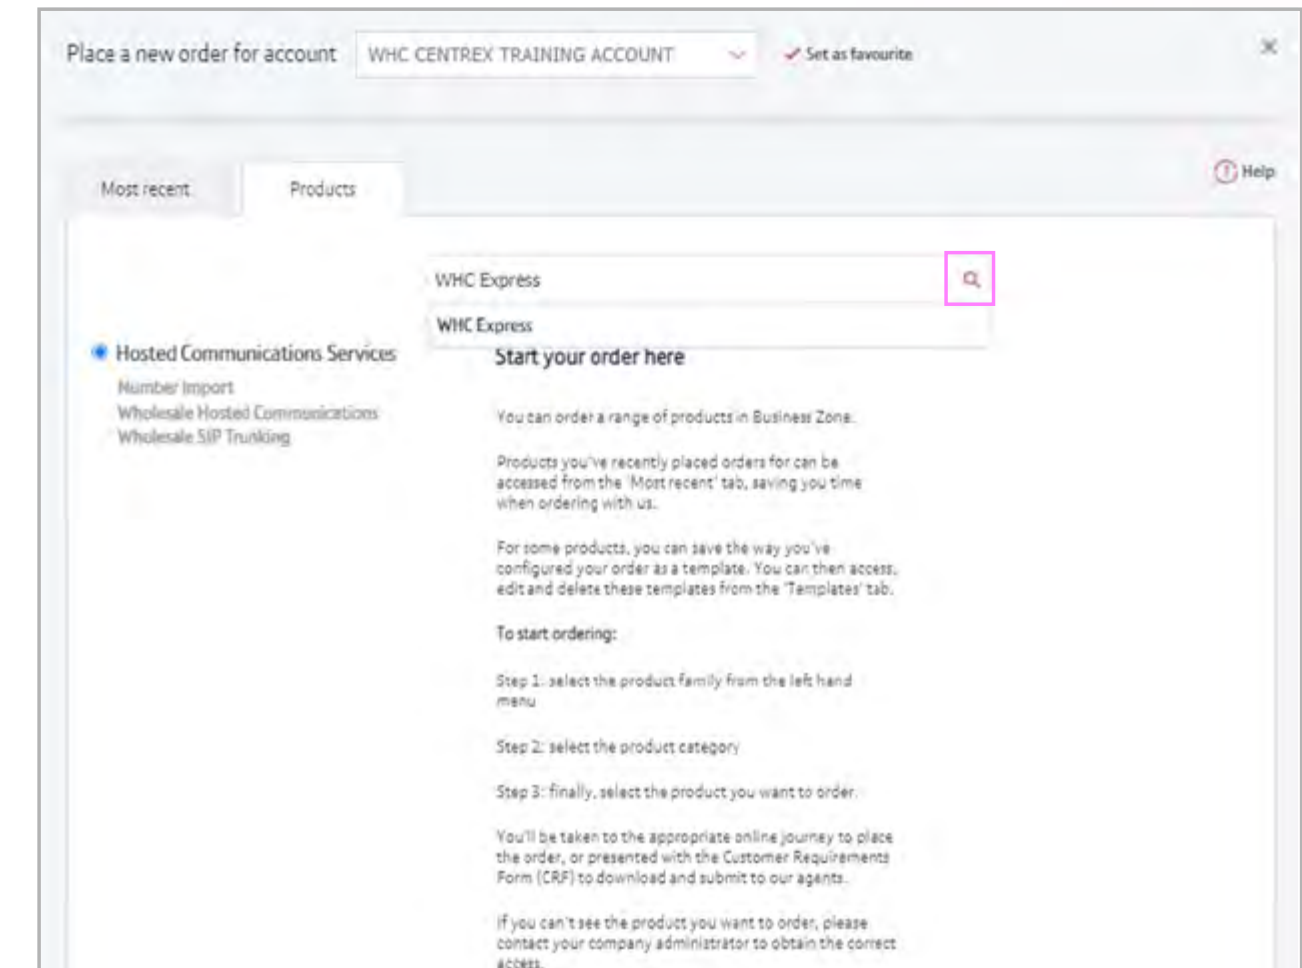 Place a new order for account
WHC CENTREX TRAINING ACCOUNT
Set as favourite
Help
Most recent
Products
WHC Express
WHC Express
Hosted Communications Services
Number Import
Wholesale Hosted Communications
Wholesale SIP Trunking
Start your order here
You can order a range of products in Business Zone.
Products you've recently placed orders for can be
accessed from the 'Most recent' tab, saving you time
when ordering with us.
For some products, you can save the way you've
configured your order as a template. You can then access,
edit and delete these templates from the 'Templates' tab.
To start ordering:
Step 1: select the product family from the left hand
menu
Step 2: select the product category
Step 3: finally, select the product you want to order.
You'll be taken to the appropriate online journey to place
the order, or presented with the Customer Requirements
Form (CRF) to download and submit to our agents.
If you can't see the product you want to order, please
contact your company administrator to obtain the correct
access.